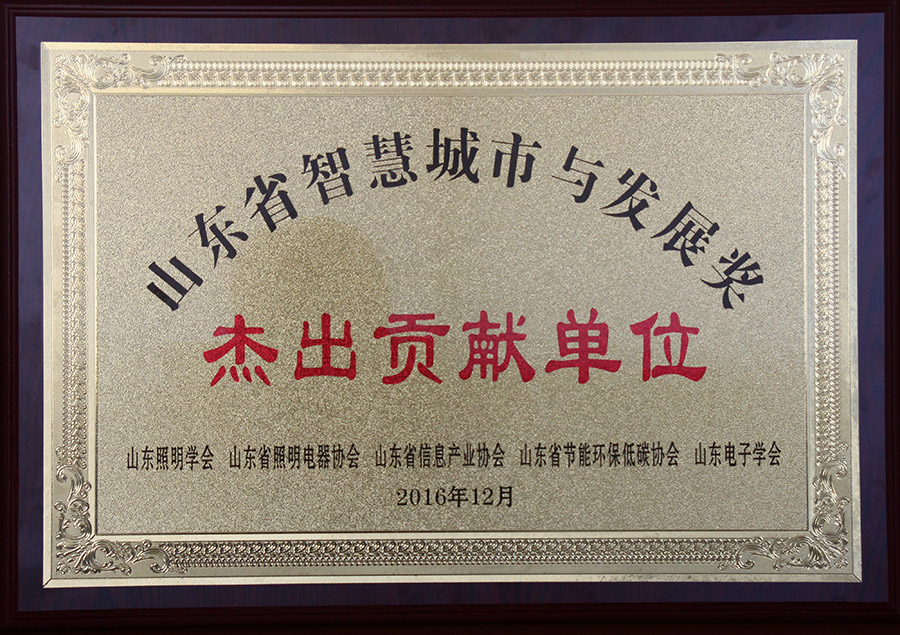 山东省智慧城市与发展奖
杰出贡献单位
山东照明学会 山东省照明电器协会 山东省信息产业协会 山东省节能环保低碳协会 山东电子学会
2016年12月